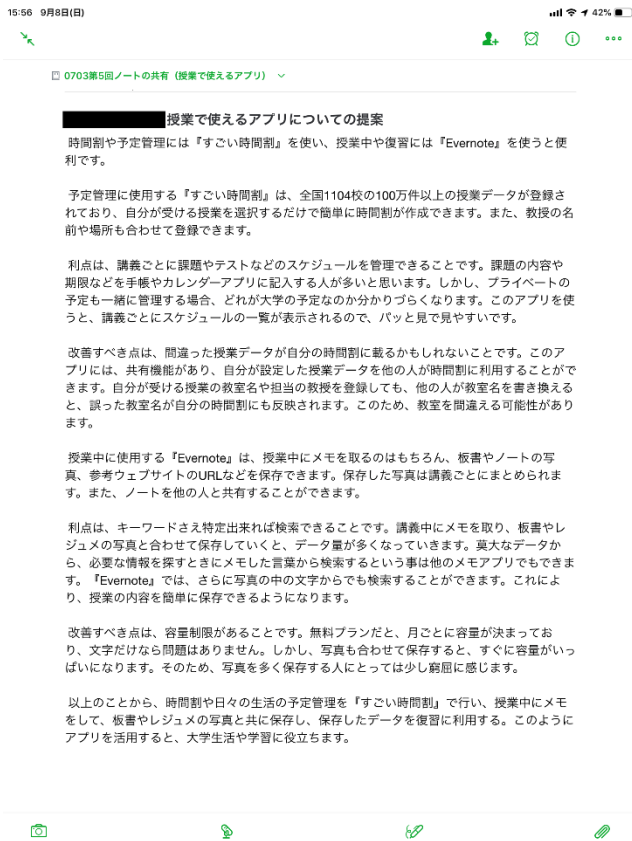 15:56 9月8日(日)
42%
0703第5回ノートの共有（授業で使えるアプリ）
授業で使えるアプリについての提案
時間割や予定管理には『すごい時間割』を使い、授業中や復習には『Evernote』を使うと便
利です。
予定管理に使用する『すごい時間割』は、全国1104校の100万件以上の授業データが登録さ
れており、自分が受ける授業を選択するだけで簡単に時間割が作成できます。また、教授の名
前や場所も合わせて登録できます。
利点は、講義ごとに課題やテストなどのスケジュールを管理できることです。課題の内容や
期限などを手帳やカレンダーアプリに記入する人が多いと思います。しかし、プライベートの
予定も一緒に管理する場合、どれが大学の予定なのか分かりづらくなります。このアプリを使
うと、講義ごとにスケジュールの一覧が表示されるので、パッと見で見やすいです。
改善すべき点は、間違った授業データが自分の時間割に載るかもしれないことです。このア
プリには、共有機能があり、自分が設定した授業データを他の人が時間割に利用することがで
きます。自分が受ける授業の教室名や担当の教授を登録しても、他の人が教室名を書き換える
と、誤った教室名が自分の時間割にも反映されます。このため、教室を間違える可能性があり
ます。
授業中に使用する『Evernote』は、授業中にメモを取るのはもちろん、板書やノートの写
真、参考ウェブサイトのURLなどを保存できます。保存した写真は講義ごとにまとめられま
す。また、ノートを他の人と共有することができます。
利点は、キーワードさえ特定出来れば検索できることです。講義中にメモを取り、板書やレ
ジュメの写真と合わせて保存していくと、データ量が多くなっていきます。莫大なデータか
ら、必要な情報を探すときにメモした言葉から検索するという事は他のメモアプリでもできま
す。『Evernote』では、さらに写真の中の文字からでも検索することができます。これによ
り、授業の内容を簡単に保存できるようになります。
改善すべき点は、容量制限があることです。無料プランだと、月ごとに容量が決まってお
り、文字だけなら問題はありません。しかし、写真も合わせて保存すると、すぐに容量がいっ
ぱいになります。そのため、写真を多く保存する人にとっては少し窮屈に感じます。
以上のことから、時間割や日々の生活の予定管理を『すごい時間割』で行い、授業中にメモ
をして、板書やレジュメの写真と共に保存し、保存したデータを復習に利用する。このように
アプリを活用すると、大学生活や学習に役立ちます。